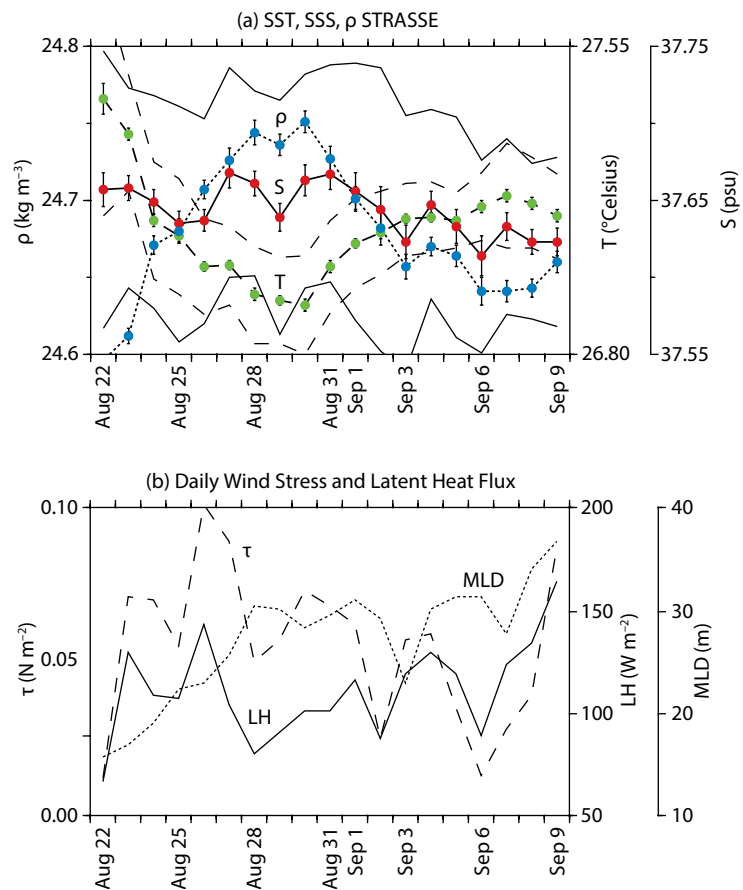 (a) SST, SSS, ρ STRASSE
24.8
24.7
24.6
ρ (kg m⁻³)
ρ
S
T
27.55
26.80
T (°Celsius)
37.75
37.65
37.55
S (psu)
Aug 22
Aug 25
Aug 28
Aug 31
Sep 1
Sep 3
Sep 6
Sep 9
(b) Daily Wind Stress and Latent Heat Flux
0.10
0.05
0.00
τ (N m⁻²)
τ
MLD
LH
200
150
100
50
LH (W m⁻²)
40
30
20
10
MLD (m)
Aug 22
Aug 25
Aug 28
Aug 31
Sep 1
Sep 3
Sep 6
Sep 9